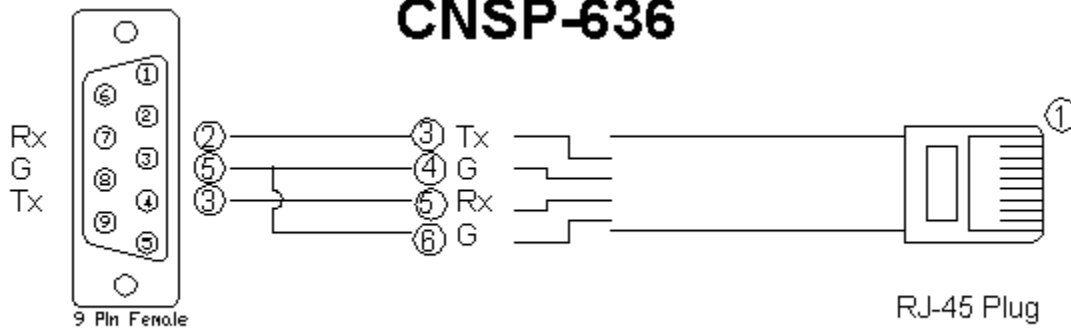 CNSP-636
1
6
2
7
3
8
4
9
5
Rx 2 3 Tx
G 5 4 G
Tx 3 5 Rx
6 G
1
9 Pin Female
RJ-45 Plug